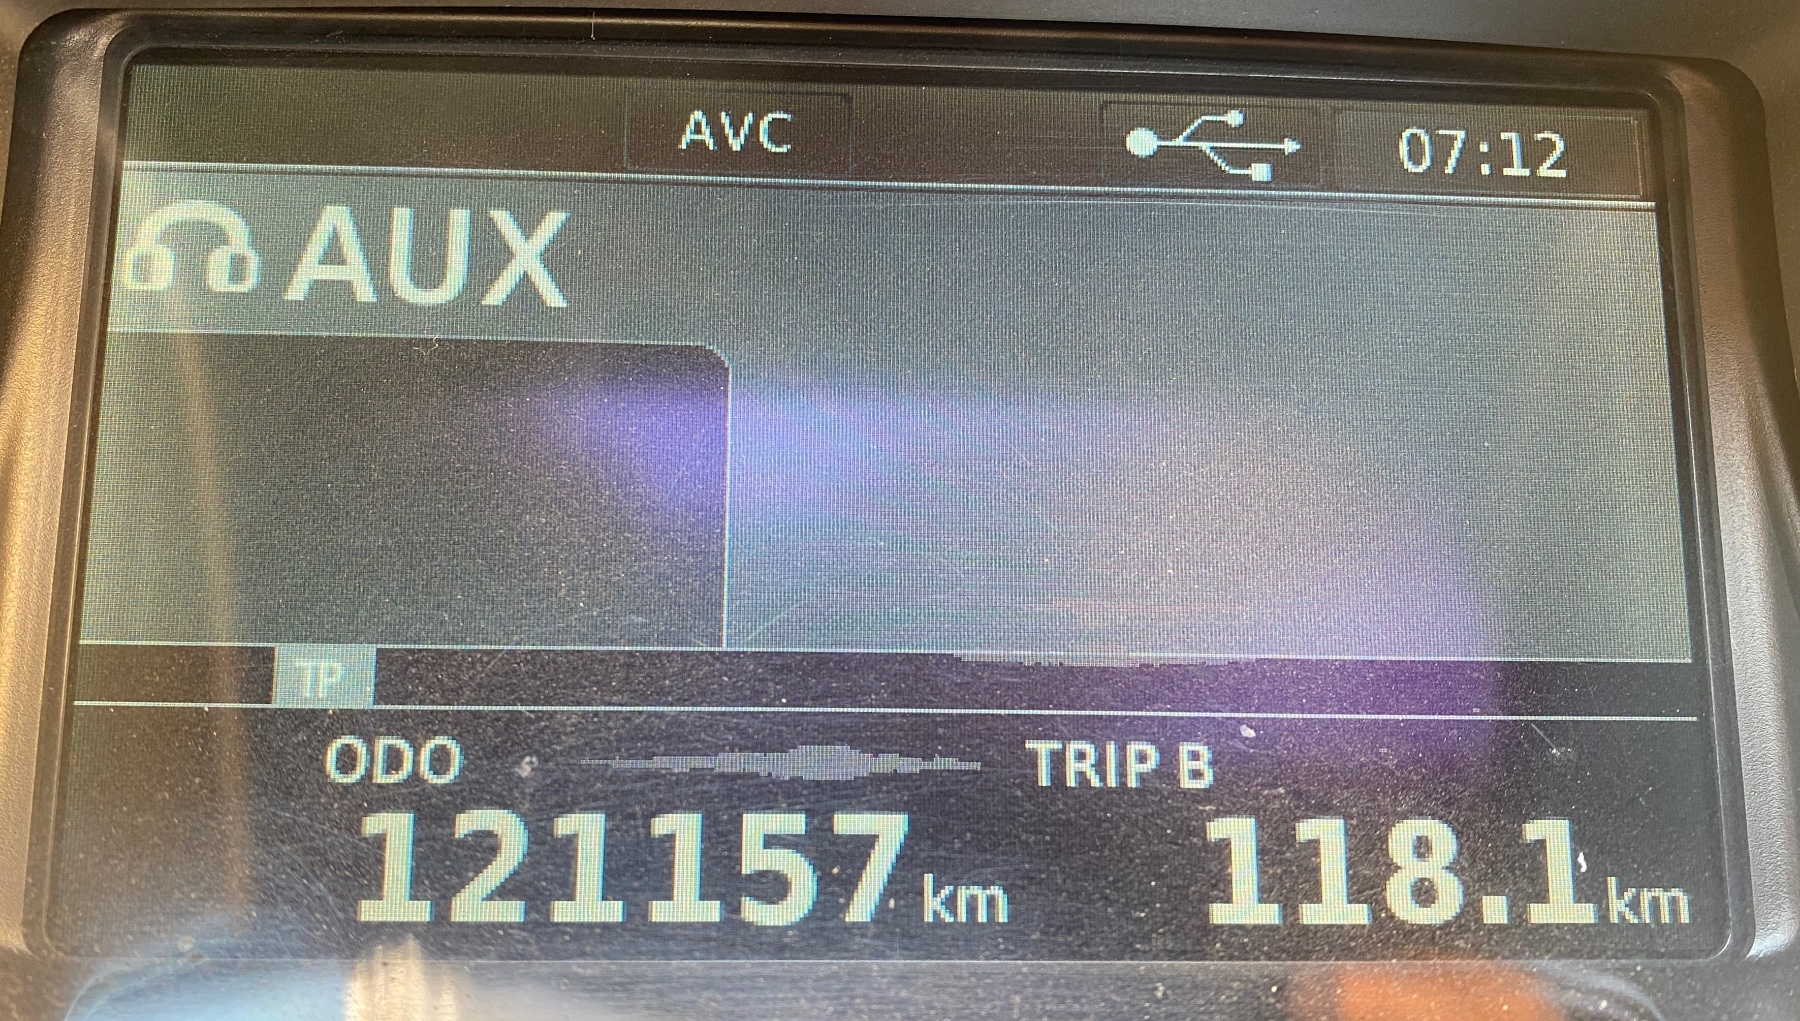 AVC 07:12
AUX
TP
ODO TRIP B
121157 km 118.1 km